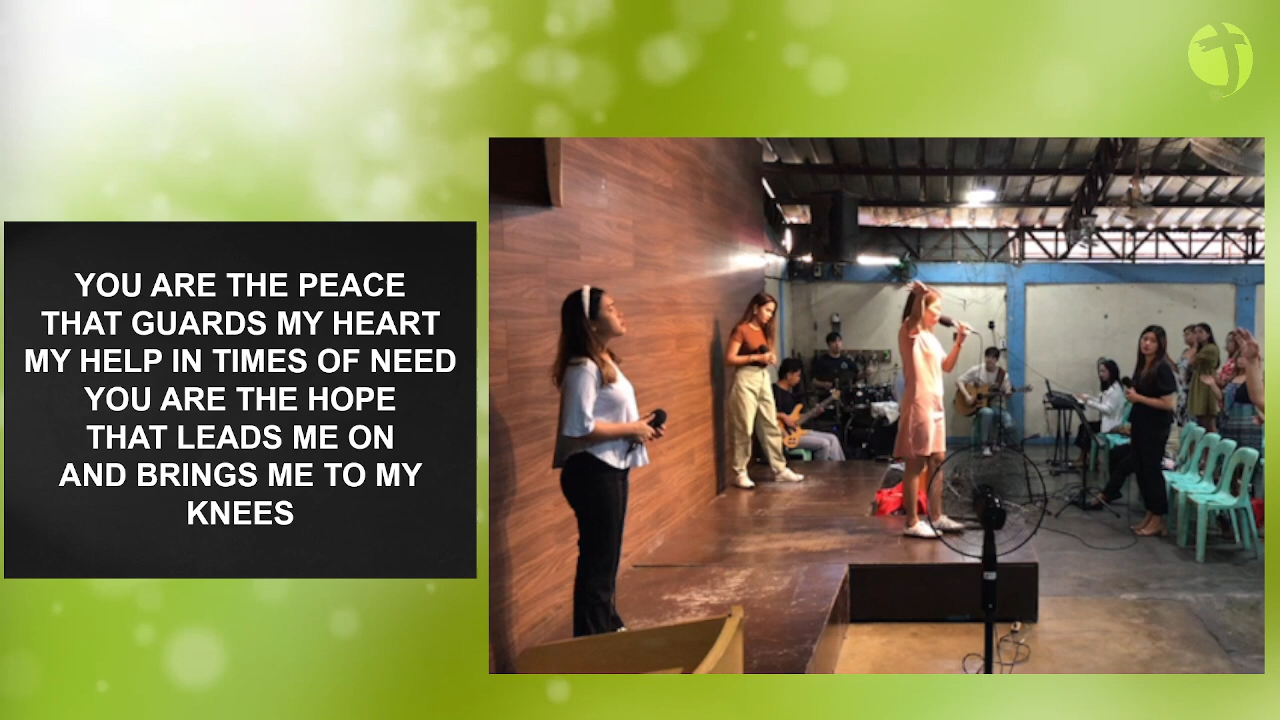 YOU ARE THE PEACE
THAT GUARDS MY HEART
MY HELP IN TIMES OF NEED
YOU ARE THE HOPE
THAT LEADS ME ON
AND BRINGS ME TO MY
KNEES